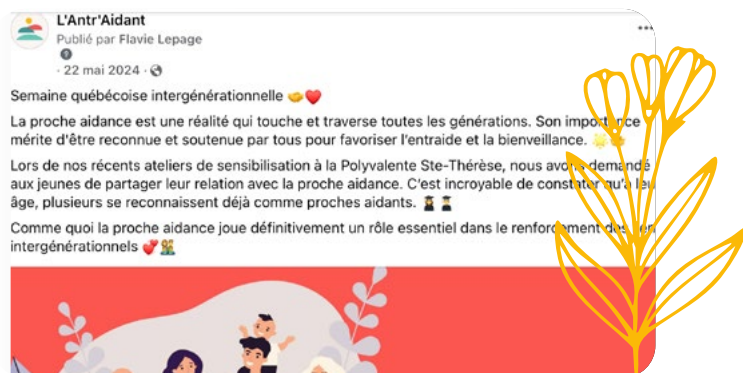 L'Antr'Aidant
Publié par Flavie Lepage
· 22 mai 2024 ·
Semaine québécoise intergénérationnelle 🤝❤️
La proche aidance est une réalité qui touche et traverse toutes les générations. Son importance
mérite d'être reconnue et soutenue par tous pour favoriser l'entraide et la bienveillance.
Lors de nos récents ateliers de sensibilisation à la Polyvalente Ste-Thérèse, nous avons demandé
aux jeunes de partager leur relation avec la proche aidance. C'est incroyable de constater qu'à leur
âge, plusieurs se reconnaissent déjà comme proches aidants.
Comme quoi la proche aidance joue définitivement un rôle essentiel dans le renforcement des
intergénérationnels